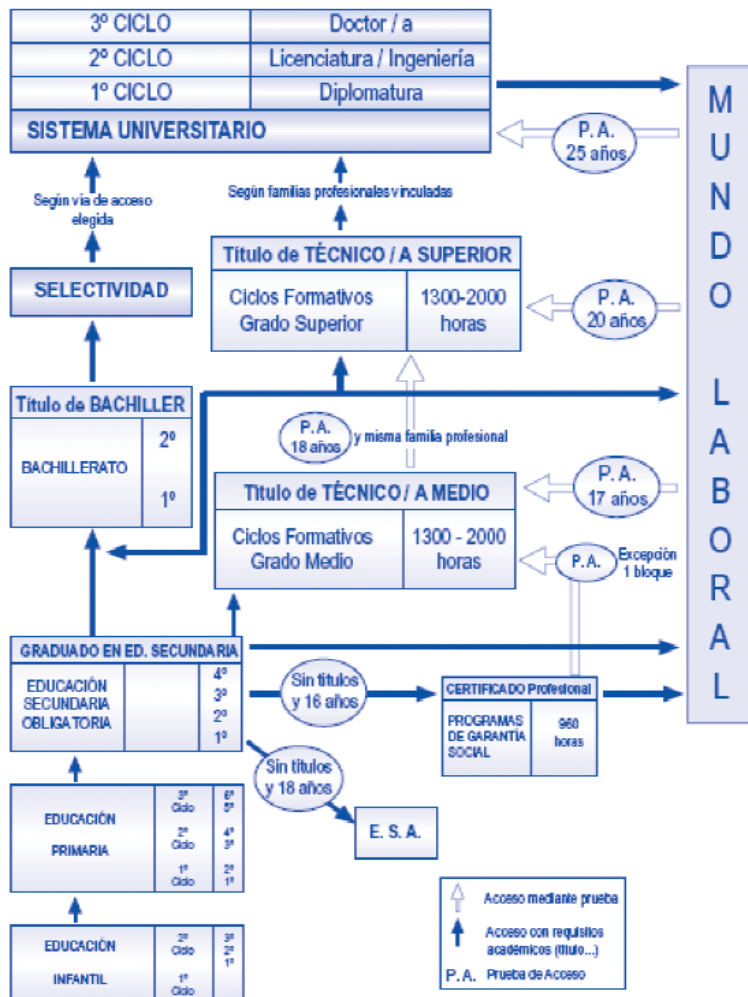 3º CICLO
Doctor / a
2º CICLO
Licenciatura / Ingeniería
1º CICLO
Diplomatura
SISTEMA UNIVERSITARIO
P. A.
25 años
Según vía de acceso
elegida
Según familias profesionales vinculadas
SELECTIVIDAD
Título de TÉCNICO / A SUPERIOR
Ciclos Formativos
Grado Superior
1300-2000
horas
P. A.
20 años
Título de BACHILLER
BACHILLERATO
2º
1º
P. A.
18 años
y misma familia profesional
Título de TÉCNICO / A MEDIO
Ciclos Formativos
Grado Medio
1300 - 2000
horas
P. A.
17 años
P. A.
Excepción
1 bloque
GRADUADO EN ED. SECUNDARIA
EDUCACIÓN
SECUNDARIA
OBLIGATORIA
4º
3º
2º
1º
Sin títulos
y 16 años
CERTIFICADO Profesional
PROGRAMAS
DE GARANTÍA
SOCIAL
960
horas
Sin títulos
y 18 años
E. S. A.
EDUCACIÓN
PRIMARIA
3º
Ciclo
2º
Ciclo
1º
Ciclo
6º
5º
4º
3º
2º
1º
EDUCACIÓN
INFANTIL
2º
Ciclo
1º
Ciclo
3º
2º
1º
MUNDO LABORAL
Acceso mediante prueba
Acceso con requisitos
académicos (título...)
P. A. Prueba de Acceso